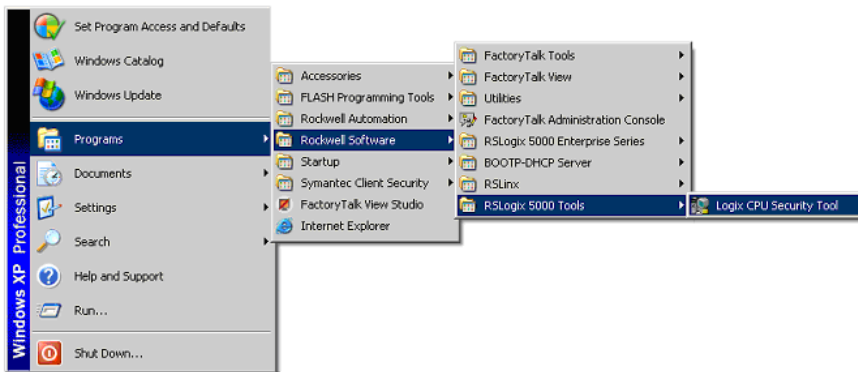 Set Program Access and Defaults
Windows Catalog
Windows Update
Programs
Documents
Settings
Search
Help and Support
Run...
Shut Down...
Windows XP Professional
Accessories
FLASH Programming Tools
Rockwell Automation
Rockwell Software
Startup
Symantec Client Security
FactoryTalk View Studio
Internet Explorer
FactoryTalk Tools
FactoryTalk View
Utilities
FactoryTalk Administration Console
RSLogix 5000 Enterprise Series
BOOTP-DHCP Server
RSLinx
RSLogix 5000 Tools
Logix CPU Security Tool